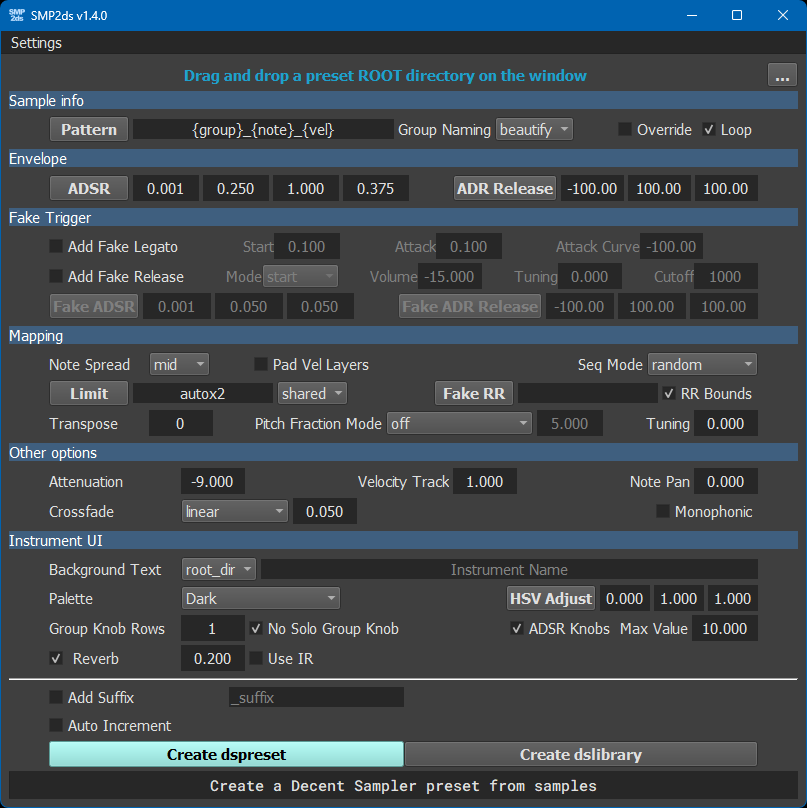 SMP 2ds SMP2ds v1.4.0
Settings
Drag and drop a preset ROOT directory on the window ...
Sample info
Pattern {group}_{note}_{vel} Group Naming beautify Override Loop
Envelope
ADSR 0.001 0.250 1.000 0.375 ADR Release -100.00 100.00 100.00
Fake Trigger
Add Fake Legato Start 0.100 Attack 0.100 Attack Curve -100.00
Add Fake Release Mode start Volume -15.000 Tuning 0.000 Cutoff 1000
Fake ADSR 0.001 0.050 0.050 Fake ADR Release -100.00 100.00 100.00
Mapping
Note Spread mid Pad Vel Layers Seq Mode random
Limit autox2 shared Fake RR RR Bounds
Transpose 0 Pitch Fraction Mode off 5.000 Tuning 0.000
Other options
Attenuation -9.000 Velocity Track 1.000 Note Pan 0.000
Crossfade linear 0.050 Monophonic
Instrument UI
Background Text root_dir Instrument Name
Palette Dark HSV Adjust 0.000 1.000 1.000
Group Knob Rows 1 No Solo Group Knob ADSR Knobs Max Value 10.000
Reverb 0.200 Use IR
Add Suffix _suffix
Auto Increment
Create dspreset Create dslibrary
Create a Decent Sampler preset from samples